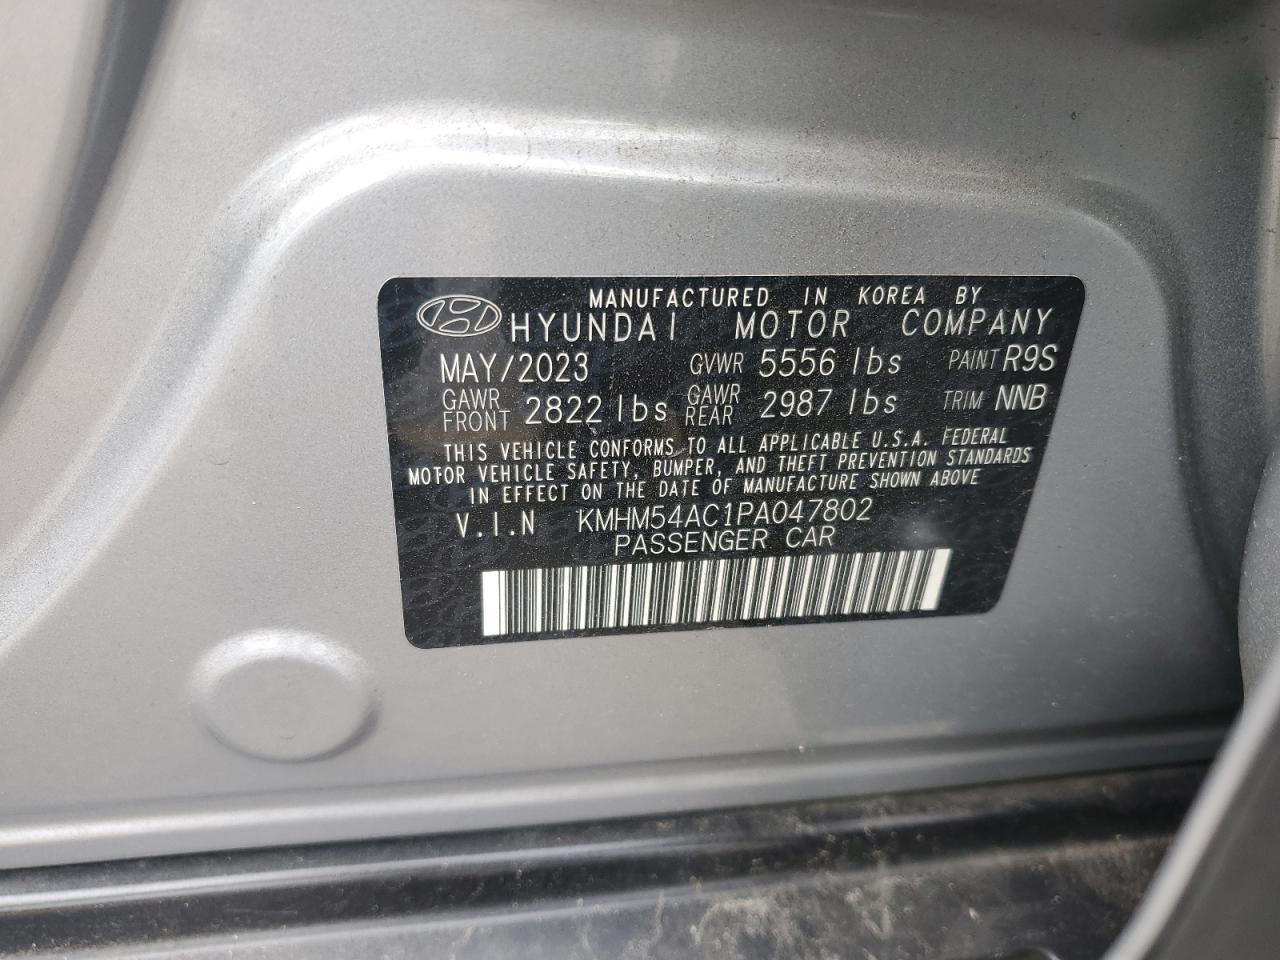 MANUFACTURED IN KOREA BY
HYUNDAI MOTOR COMPANY
MAY/2023 GVWR 5556 lbs PAINT R9S
GAWR FRONT 2822 lbs GAWR REAR 2987 lbs TRIM NNB
THIS VEHICLE CONFORMS TO ALL APPLICABLE U.S.A. FEDERAL
MOTOR VEHICLE SAFETY, BUMPER, AND THEFT PREVENTION STANDARDS
IN EFFECT ON THE DATE OF MANUFACTURE SHOWN ABOVE
V.I.N KMHM54AC1PA047802
PASSENGER CAR